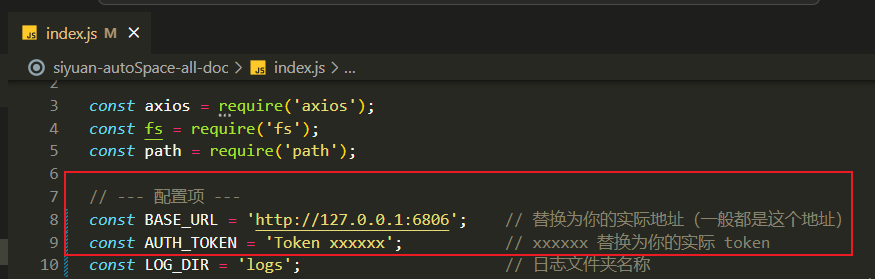 index.js M ×
siyuan-autoSpace-all-doc > index.js > ...
2
3 const axios = require('axios');
4 const fs = require('fs');
5 const path = require('path');
6
7 // --- 配置项 ---
8 const BASE_URL = 'http://127.0.0.1:6806'; // 替换为你的实际地址（一般都是这个地址）
9 const AUTH_TOKEN = 'Token xxxxxx'; // xxxxxx 替换为你的实际 token
10 const LOG_DIR = 'logs'; // 日志文件夹名称